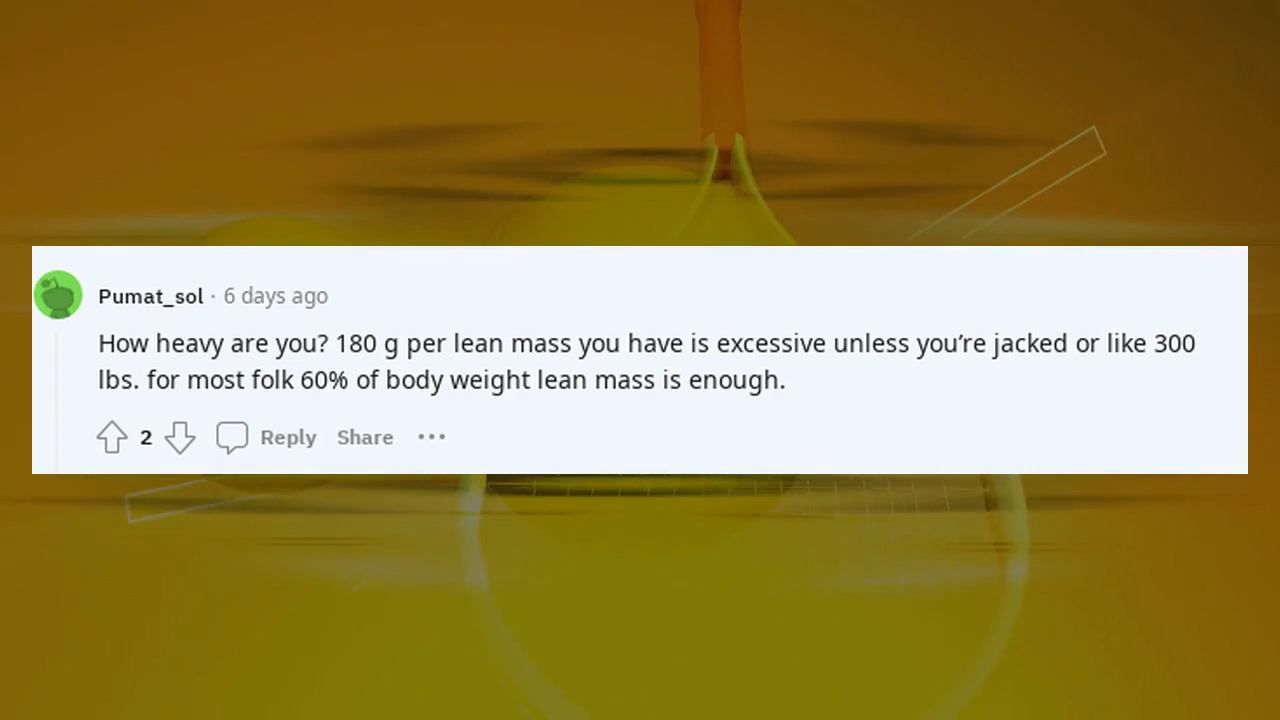 Pumat_sol · 6 days ago
How heavy are you? 180 g per lean mass you have is excessive unless you’re jacked or like 300
lbs. for most folk 60% of body weight lean mass is enough.
2 Reply Share ···